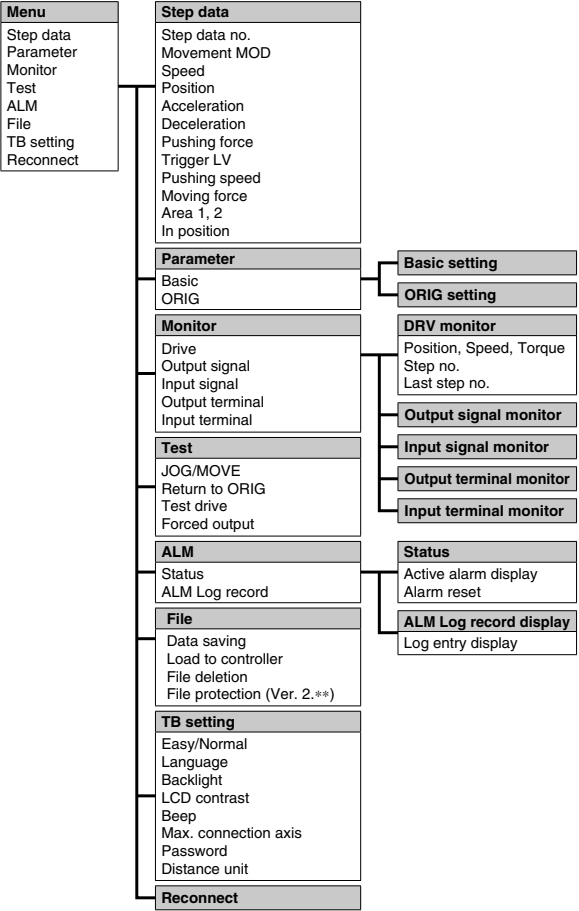 Menu
Step data
Parameter
Monitor
Test
ALM
File
TB setting
Reconnect
Step data
Step data no.
Movement MOD
Speed
Position
Acceleration
Deceleration
Pushing force
Trigger LV
Pushing speed
Moving force
Area 1, 2
In position
Parameter
Basic
ORIG
Basic setting
ORIG setting
Monitor
Drive
Output signal
Input signal
Output terminal
Input terminal
DRV monitor
Position, Speed, Torque
Step no.
Last step no.
Output signal monitor
Input signal monitor
Output terminal monitor
Input terminal monitor
Test
JOG/MOVE
Return to ORIG
Test drive
Forced output
ALM
Status
ALM Log record
Status
Active alarm display
Alarm reset
ALM Log record display
Log entry display
File
Data saving
Load to controller
File deletion
File protection (Ver. 2.**)
TB setting
Easy/Normal
Language
Backlight
LCD contrast
Beep
Max. connection axis
Password
Distance unit
Reconnect